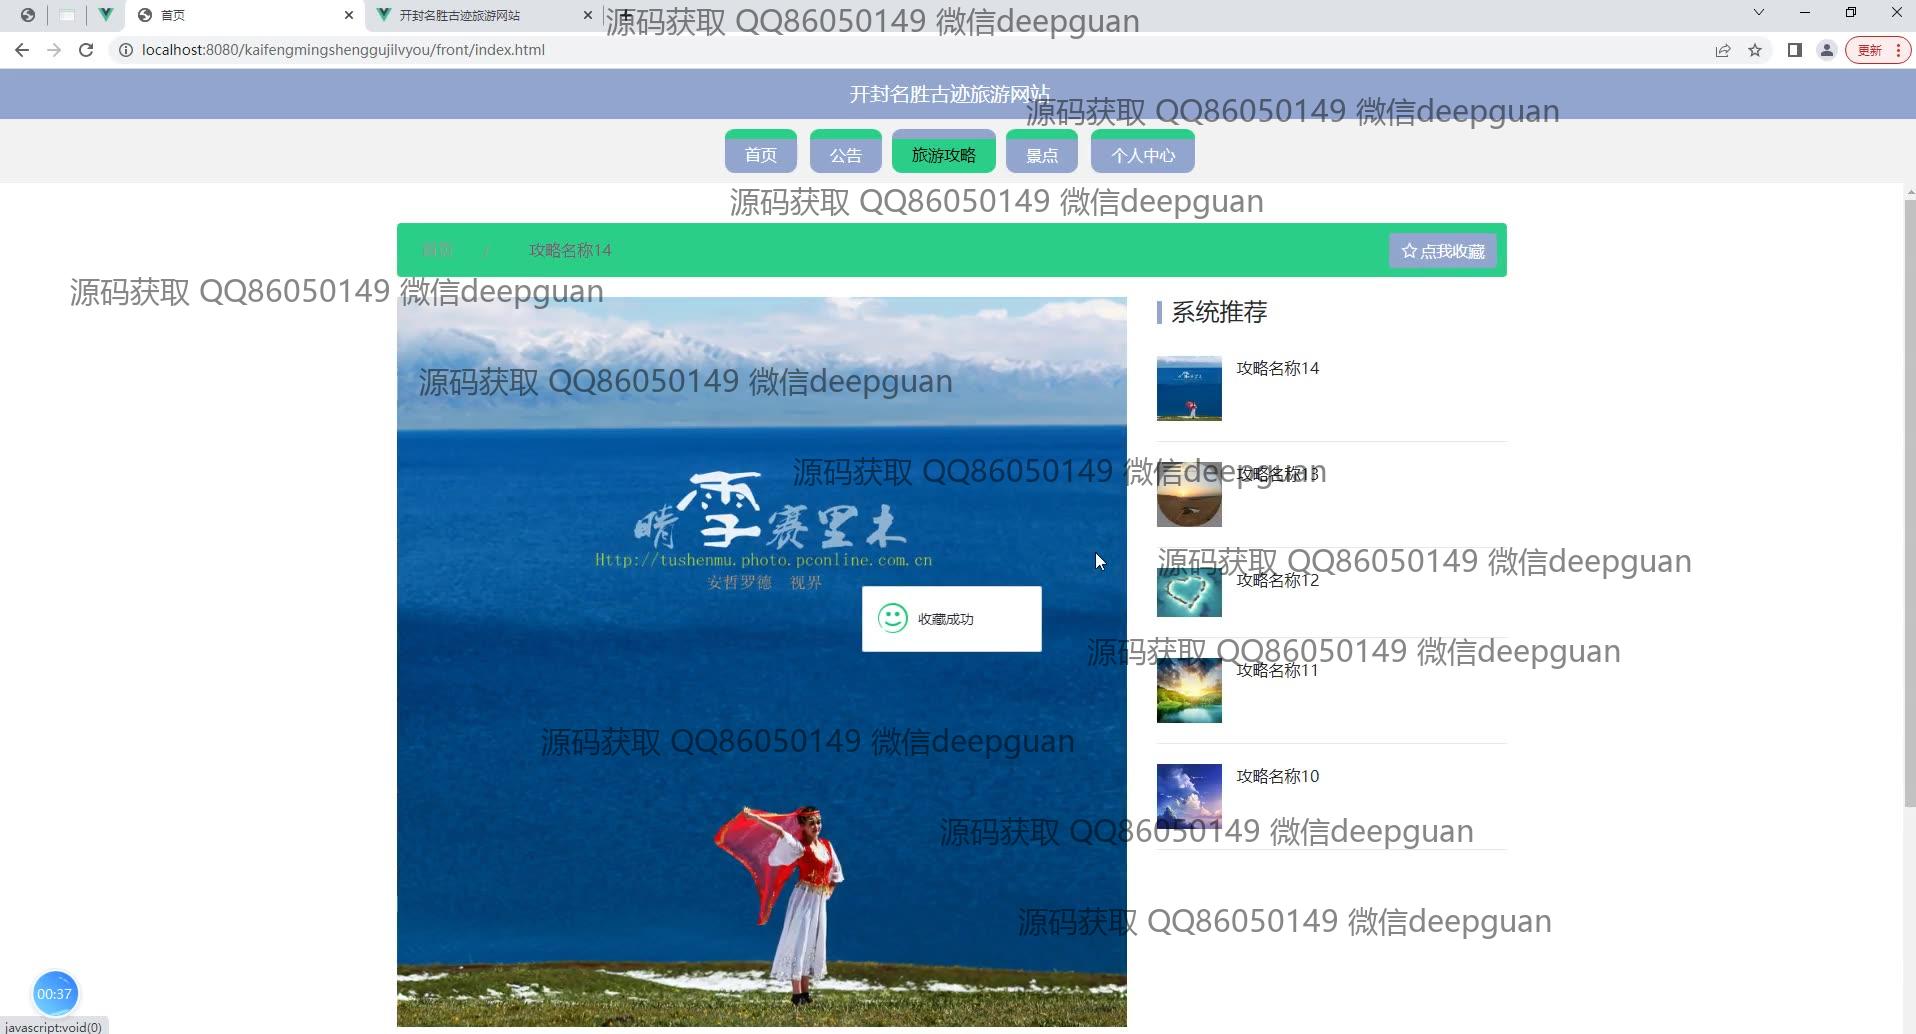 首页
开封名胜古迹旅游网站
源码获取 QQ86050149 微信deepguan
localhost:8080/kaifengmingshenggujilvyou/front/index.html
更新
开封名胜古迹旅游网站
源码获取 QQ86050149 微信deepguan
首页
公告
旅游攻略
景点
个人中心
源码获取 QQ86050149 微信deepguan
首页 / 攻略名称14
点我收藏
源码获取 QQ86050149 微信deepguan
系统推荐
攻略名称14
源码获取 QQ86050149 微信deepguan
源码获取 QQ86050149 微信deepguan
攻略名称13
晴雪赛里木
Http://tushenmu.photo.pconline.com.cn
安哲罗德 视界
源码获取 QQ86050149 微信deepguan
攻略名称12
收藏成功
源码获取 QQ86050149 微信deepguan
攻略名称11
源码获取 QQ86050149 微信deepguan
攻略名称10
源码获取 QQ86050149 微信deepguan
源码获取 QQ86050149 微信deepguan
00:37
javascript:void(0)